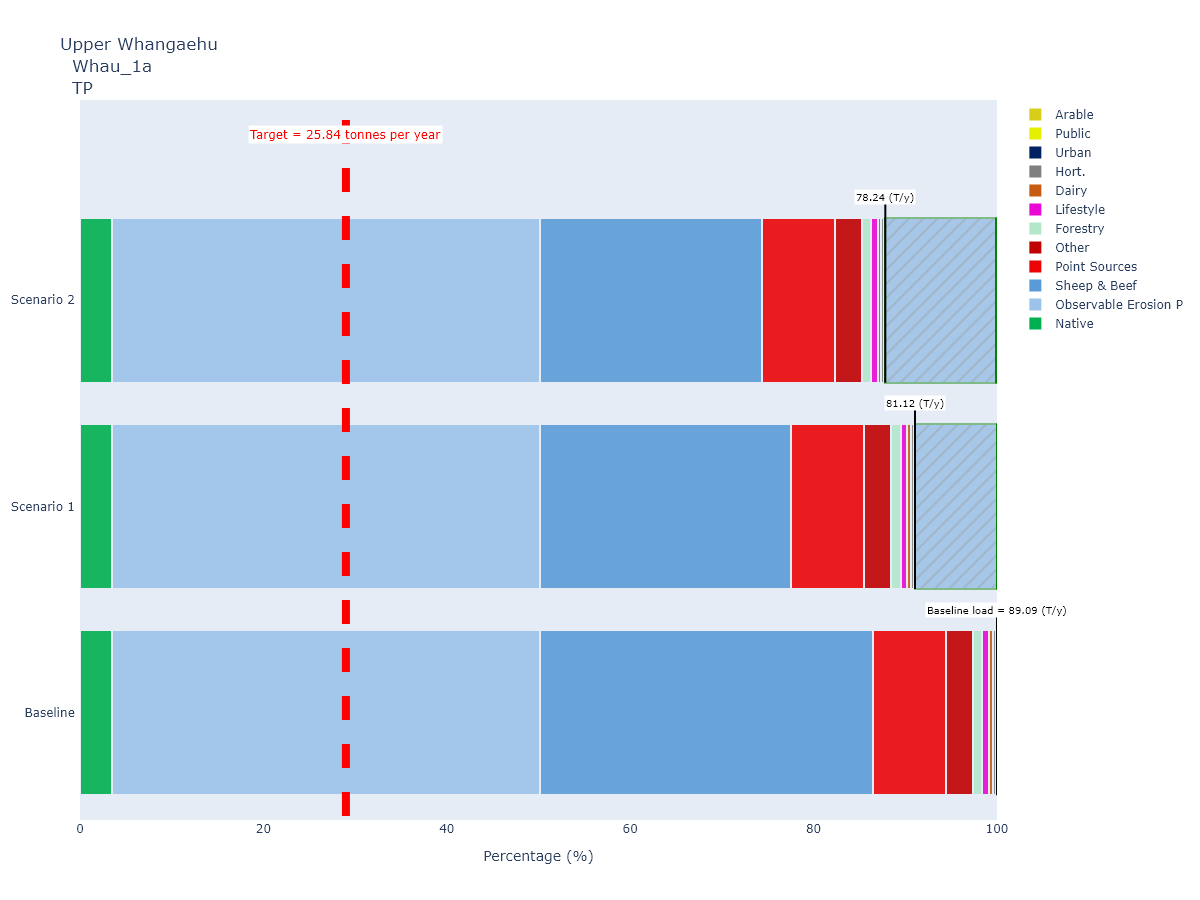 Upper Whangaehu
Whau_1a
TP
Target = 25.84 tonnes per year
78.24 (T/y)
Scenario 2
81.12 (T/y)
Scenario 1
Baseline load = 89.09 (T/y)
Baseline
0 20 40 60 80 100
Percentage (%)
Arable
Public
Urban
Hort.
Dairy
Lifestyle
Forestry
Other
Point Sources
Sheep & Beef
Observable Erosion P
Native